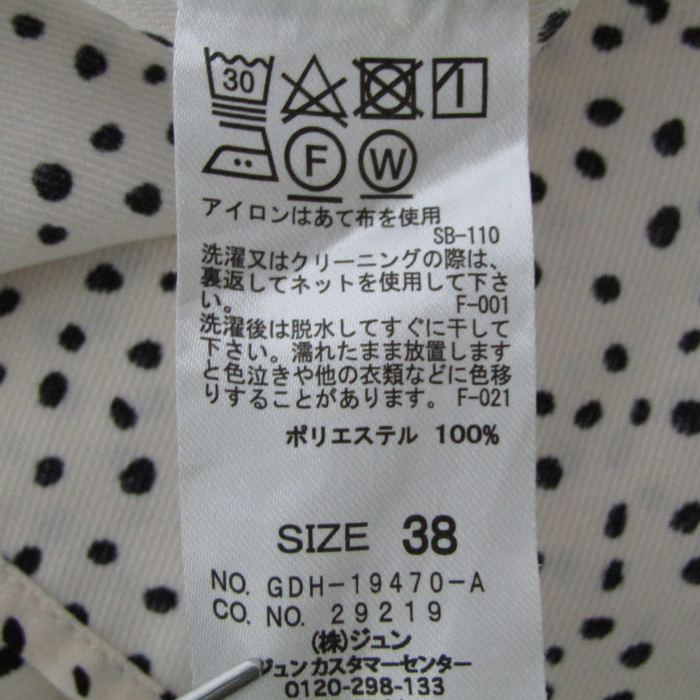 30
F W
アイロンはあて布を使用
SB-110
洗濯又はクリーニングの際は、
裏返してネットを使用して下さ
い。 F-001
洗濯後は脱水してすぐに干して
下さい。濡れたまま放置します
と色泣きや他の衣類などに色移
りすることがあります。 F-021
ポリエステル 100%
SIZE 38
NO. GDH-19470-A
CO. NO. 29219
(株)ジュン
ジュンカスタマーセンター
0120-298-133